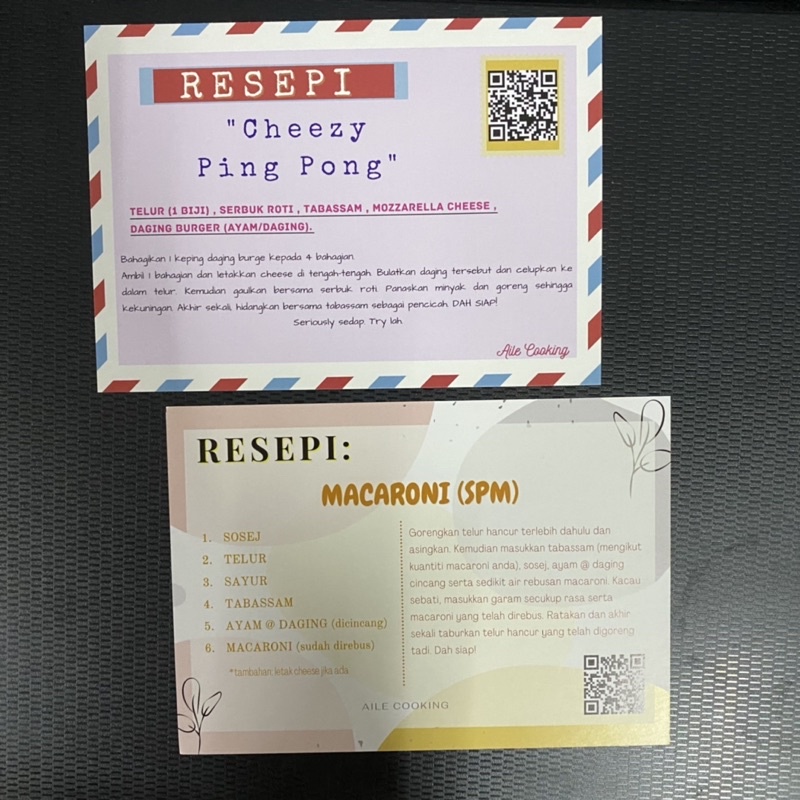 RESEPI
"Cheezy
Ping Pong"
TELUR (1 BIJI) , SERBUK ROTI , TABASSAM , MOZZARELLA CHEESE ,
DAGING BURGER (AYAM/DAGING).
Bahagikan 1 keping daging burge kepada 4 bahagian.
Ambil 1 bahagian dan letakkan cheese di tengah-tengah. Bulatkan daging tersebut dan celupkan ke
dalam telur. Kemudian gaulkan bersama serbuk roti. Panaskan minyak dan goreng sehingga
kekuningan. Akhir sekali, hidangkan bersama tabassam sebagai pencicah. DAH SIAP!
Seriously sedap. Try lah.
Aile Cooking
RESEPI:
MACARONI (SPM)
1. SOSEJ
2. TELUR
3. SAYUR
4. TABASSAM
5. AYAM @ DAGING (dicincang)
6. MACARONI (sudah direbus)
*tambahan: letak cheese jika ada
Gorengkan telur hancur terlebih dahulu dan
asingkan. Kemudian masukkan tabassam (mengikut
kuantiti macaroni anda), sosej, ayam @ daging
cincang serta sedikit air rebusan macaroni. Kacau
sebati, masukkan garam secukup rasa serta
macaroni yang telah direbus. Ratakan dan akhir
sekali taburkan telur hancur yang telah digoreng
tadi. Dah siap!
AILE COOKING